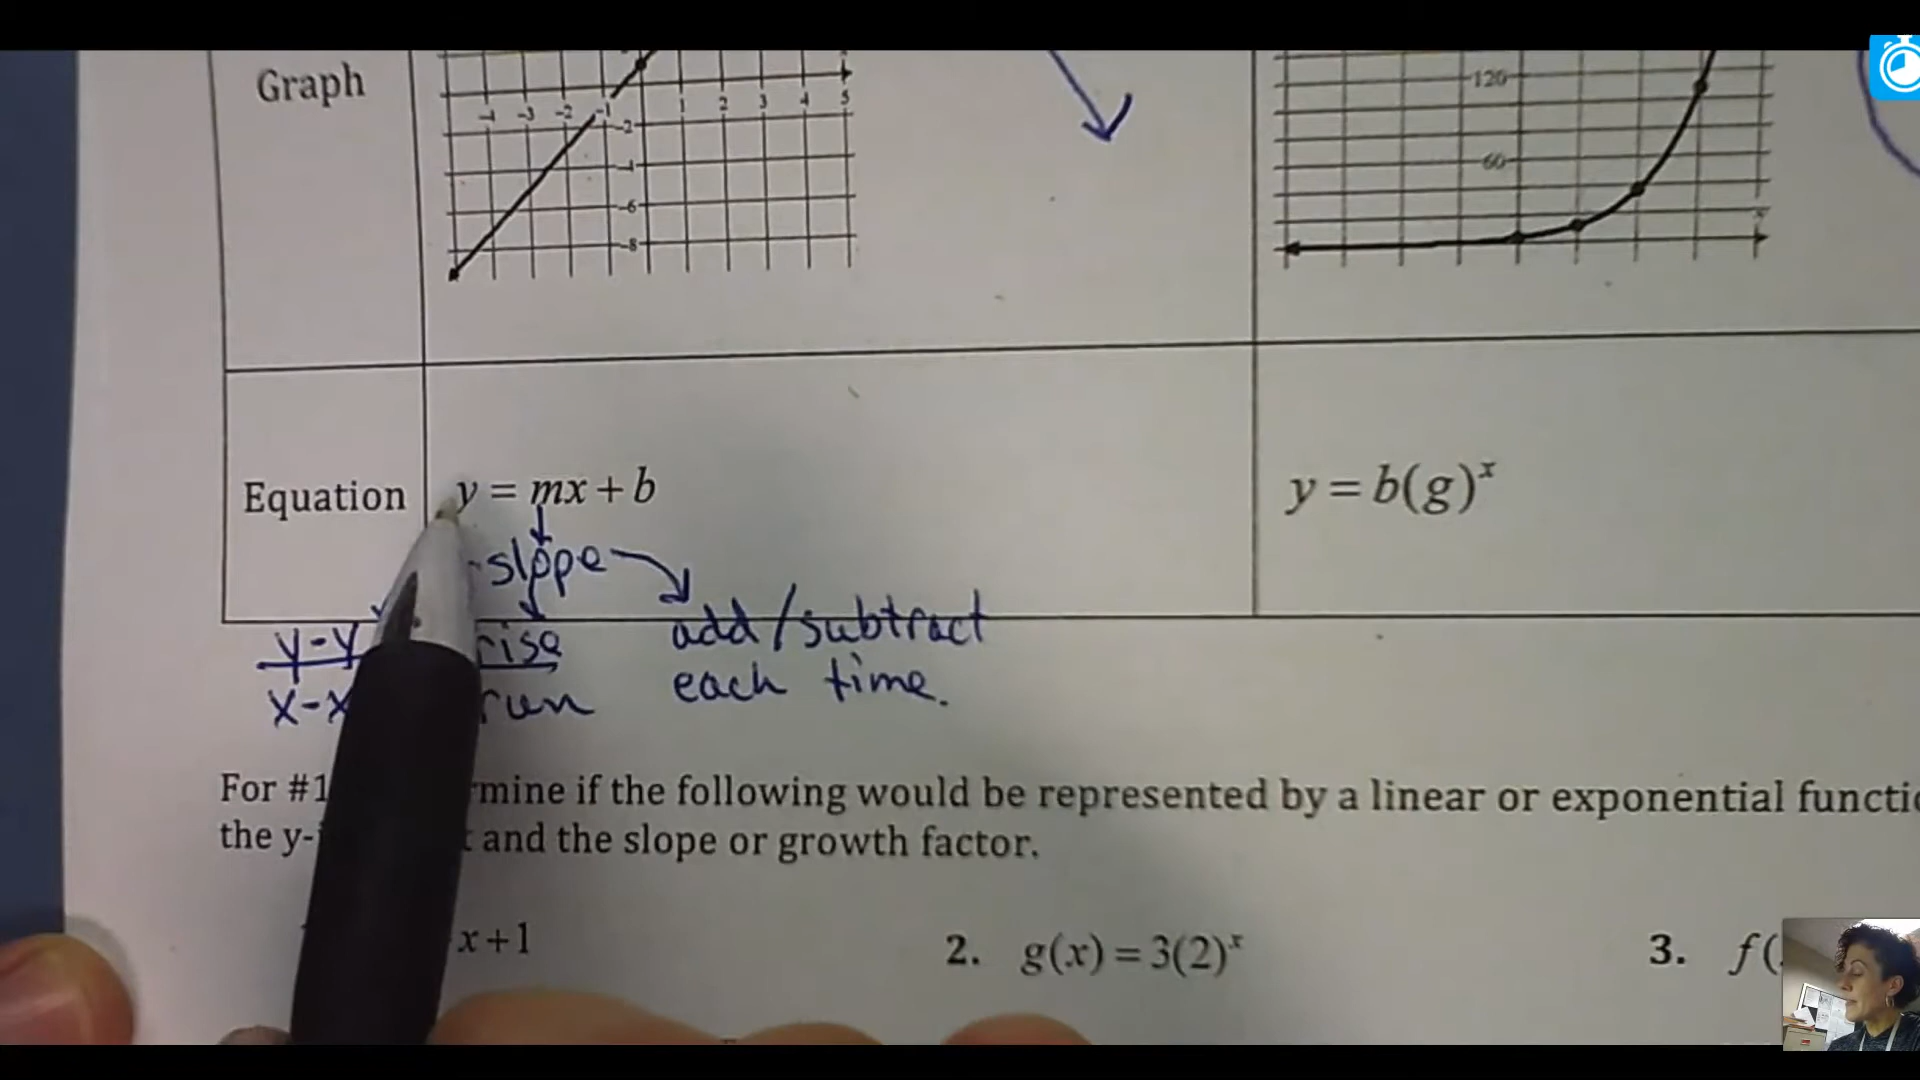 Graph
-4 -3 -2 -1 1 2 3 4 5
-2
-4
-6
-8
120
60
x
Equation
y = mx + b
y = b(g)^x
slope
add/subtract
each time.
y-y
x-x
rise
run
For #1 mine if the following would be represented by a linear or exponential functi
the y- and the slope or growth factor.
x+1
2. g(x) = 3(2)^x
3. f(